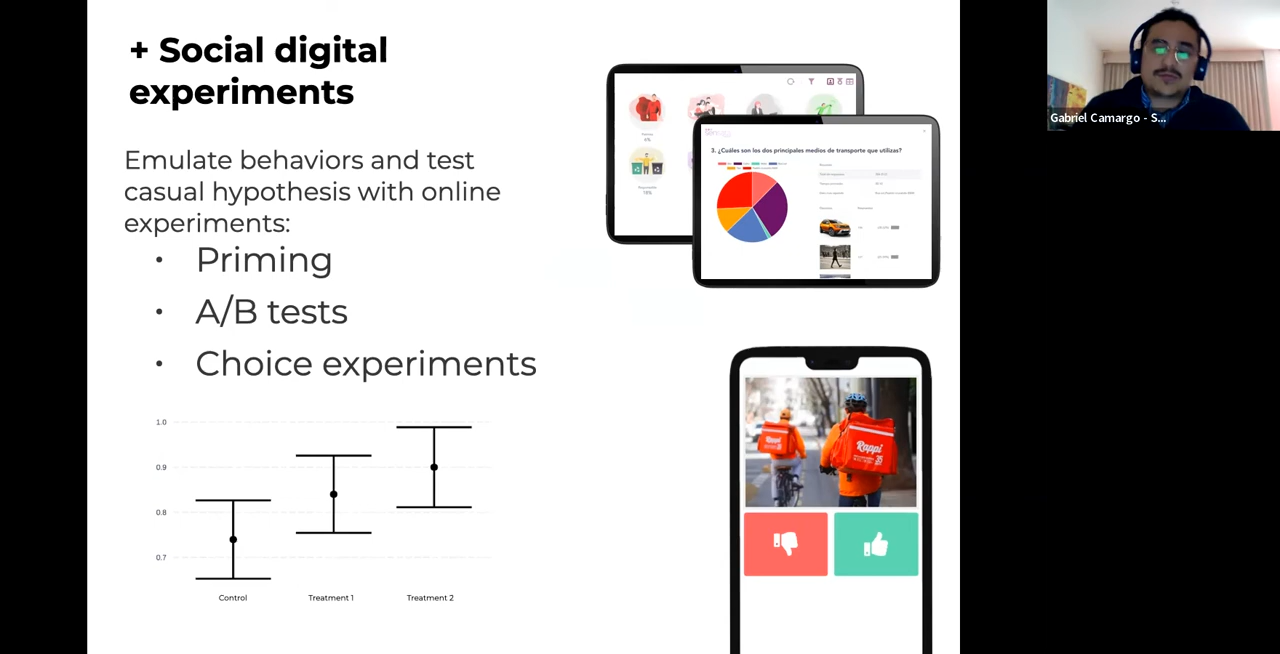 + Social digital
experiments
Emulate behaviors and test
casual hypothesis with online
experiments:
• Priming
• A/B tests
• Choice experiments
1.0
0.9
0.8
0.7
Control
Treatment 1
Treatment 2
3. ¿Cuáles son los dos principales medios de transporte que utilizas?
Rappi
Rappi
Gabriel Camargo - S...